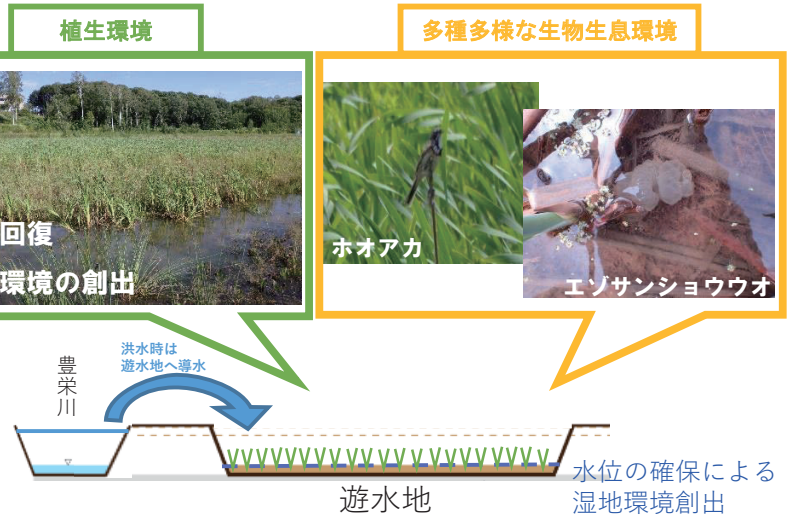 植生環境
多種多様な生物生息環境
回復
環境の創出
ホオアカ
エゾサンショウウオ
豊栄川
洪水時は
遊水地へ導水
遊水地
水位の確保による
湿地環境創出